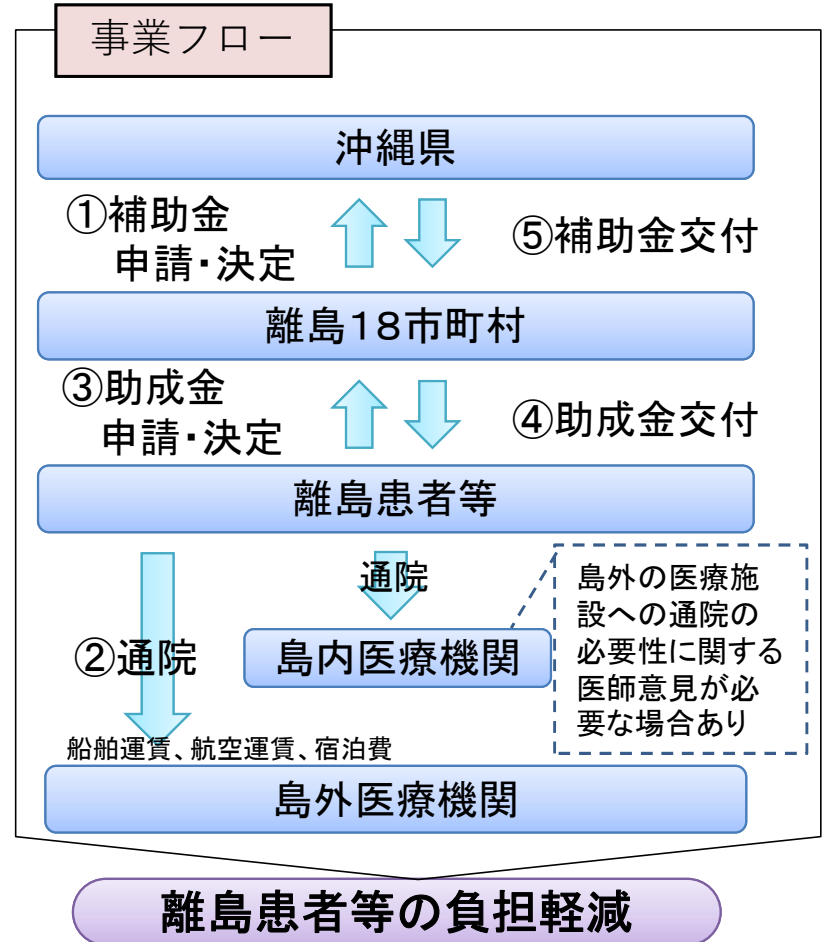 事業フロー
沖縄県
①補助金
申請・決定
⑤補助金交付
離島18市町村
③助成金
申請・決定
④助成金交付
離島患者等
通院
②通院
島内医療機関
島外の医療施
設への通院の
必要性に関する
医師意見が必
要な場合あり
船舶運賃、航空運賃、宿泊費
島外医療機関
離島患者等の負担軽減